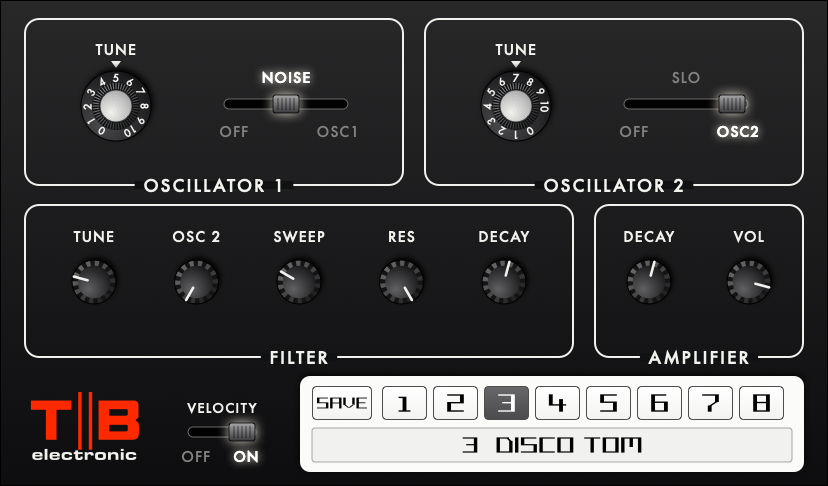 TUNE
0 1 2 3 4 5 6 7 8 9 10
NOISE
OFF
OSC1
OSCILLATOR 1
TUNE
0 1 2 3 4 5 6 7 8 9 10
SLO
OFF
OSC2
OSCILLATOR 2
TUNE OSC 2 SWEEP RES DECAY
FILTER
DECAY VOL
AMPLIFIER
T||B
electronic
VELOCITY
OFF ON
SAVE 1 2 3 4 5 6 7 8
3 DISCO TOM